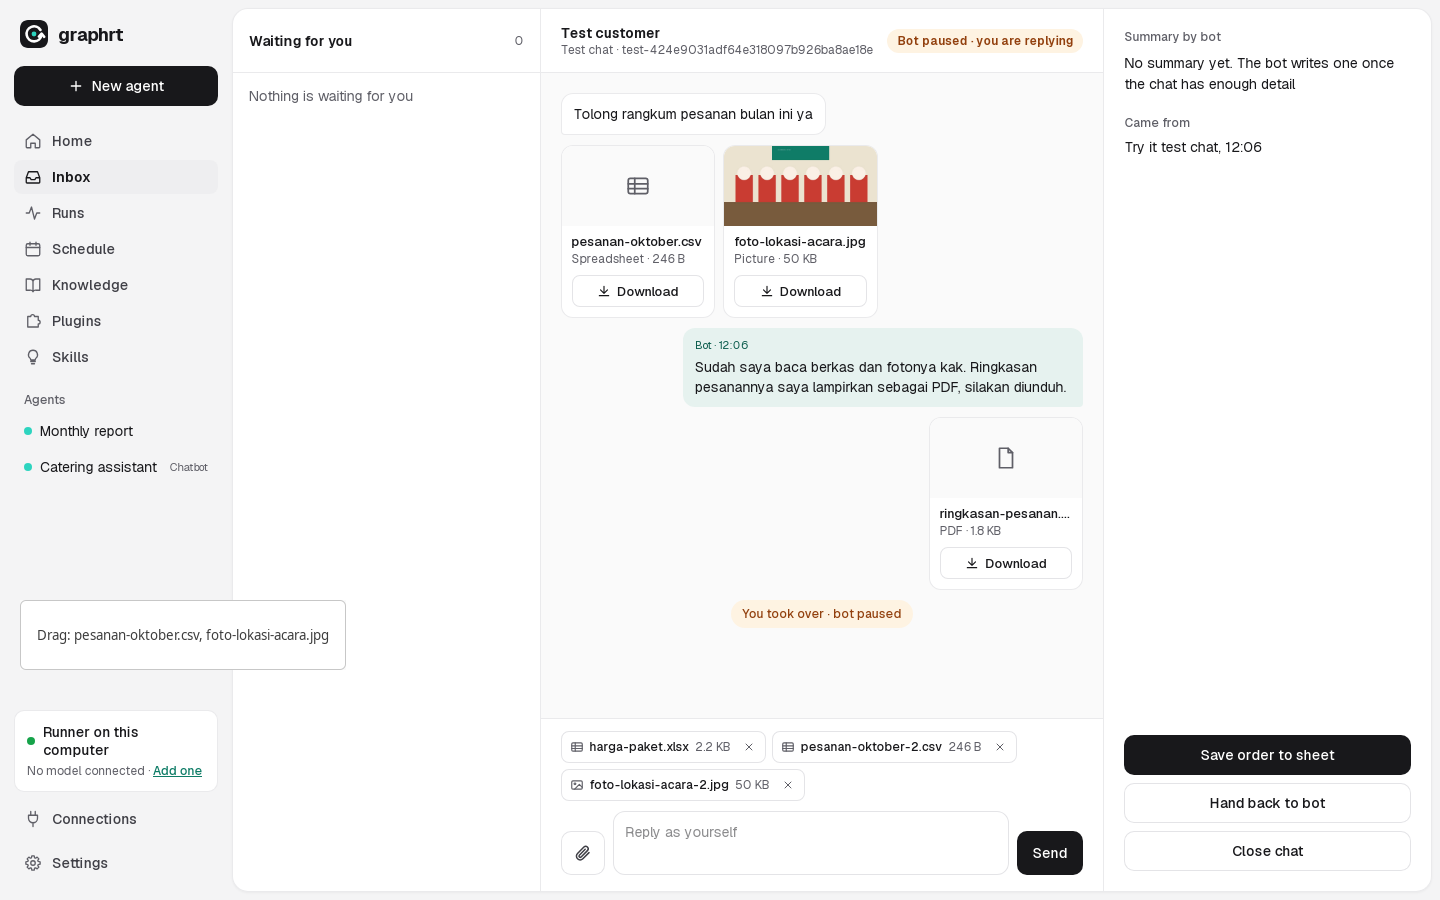 graphrt
New agent
Home
Inbox
Runs
Schedule
Knowledge
Plugins
Skills
Agents
Monthly report
Catering assistant Chatbot
Drag: pesanan-oktober.csv, foto-lokasi-acara.jpg
Runner on this
computer
No model connected · Add one
Connections
Settings
Waiting for you 0
Nothing is waiting for you
Test customer
Test chat · test-424e9031adf64e318097b926ba8ae18e
Bot paused · you are replying
Tolong rangkum pesanan bulan ini ya
pesanan-oktober.csv
Spreadsheet · 246 B
Download
foto-lokasi-acara.jpg
Picture · 50 KB
Download
Bot · 12:06
Sudah saya baca berkas dan fotonya kak. Ringkasan
pesanannya saya lampirkan sebagai PDF, silakan diunduh.
ringkasan-pesanan....
PDF · 1.8 KB
Download
You took over · bot paused
harga-paket.xlsx 2.2 KB
pesanan-oktober-2.csv 246 B
foto-lokasi-acara-2.jpg 50 KB
Reply as yourself
Send
Summary by bot
No summary yet. The bot writes one once
the chat has enough detail
Came from
Try it test chat, 12:06
Save order to sheet
Hand back to bot
Close chat